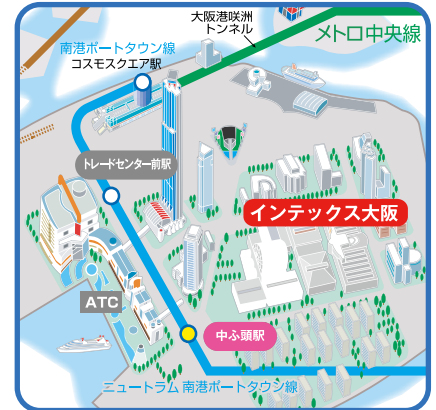 大阪港咲洲
トンネル
メトロ中央線
南港ポートタウン線
コスモスクエア駅
トレードセンター前駅
インテックス大阪
ATC
中ふ頭駅
ニュートラム 南港ポートタウン線